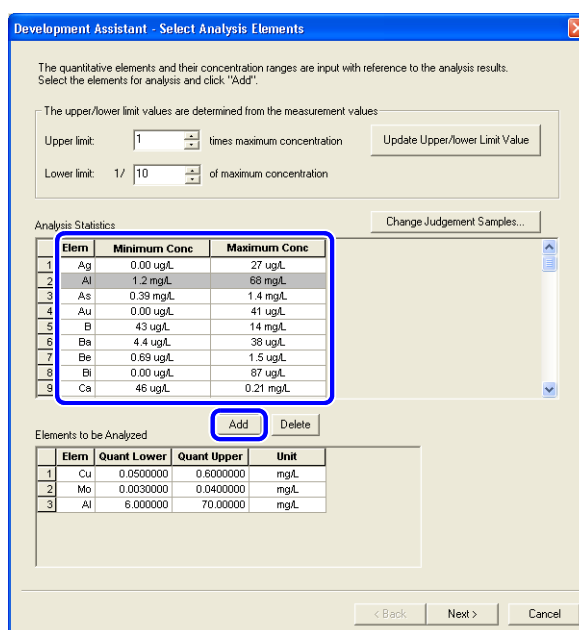 Development Assistant - Select Analysis Elements
The quantitative elements and their concentration ranges are input with reference to the analysis results.
Select the elements for analysis and click "Add".
The upper/lower limit values are determined from the measurement values
Upper limit: 1 times maximum concentration Update Upper/lower Limit Value
Lower limit: 1/ 10 of maximum concentration
Analysis Statistics Change Judgement Samples...
Elem Minimum Conc Maximum Conc
1 Ag 0.00 ug/L 27 ug/L
2 Al 1.2 mg/L 68 mg/L
3 As 0.39 mg/L 1.4 mg/L
4 Au 0.00 ug/L 41 ug/L
5 B 43 ug/L 14 mg/L
6 Ba 4.4 ug/L 38 ug/L
7 Be 0.69 ug/L 1.5 ug/L
8 Bi 0.00 ug/L 87 ug/L
9 Ca 46 ug/L 0.21 mg/L
Add Delete
Elements to be Analyzed
Elem Quant Lower Quant Upper Unit
1 Cu 0.0500000 0.6000000 mg/L
2 Mo 0.0030000 0.0400000 mg/L
3 Al 6.000000 70.00000 mg/L
< Back Next > Cancel